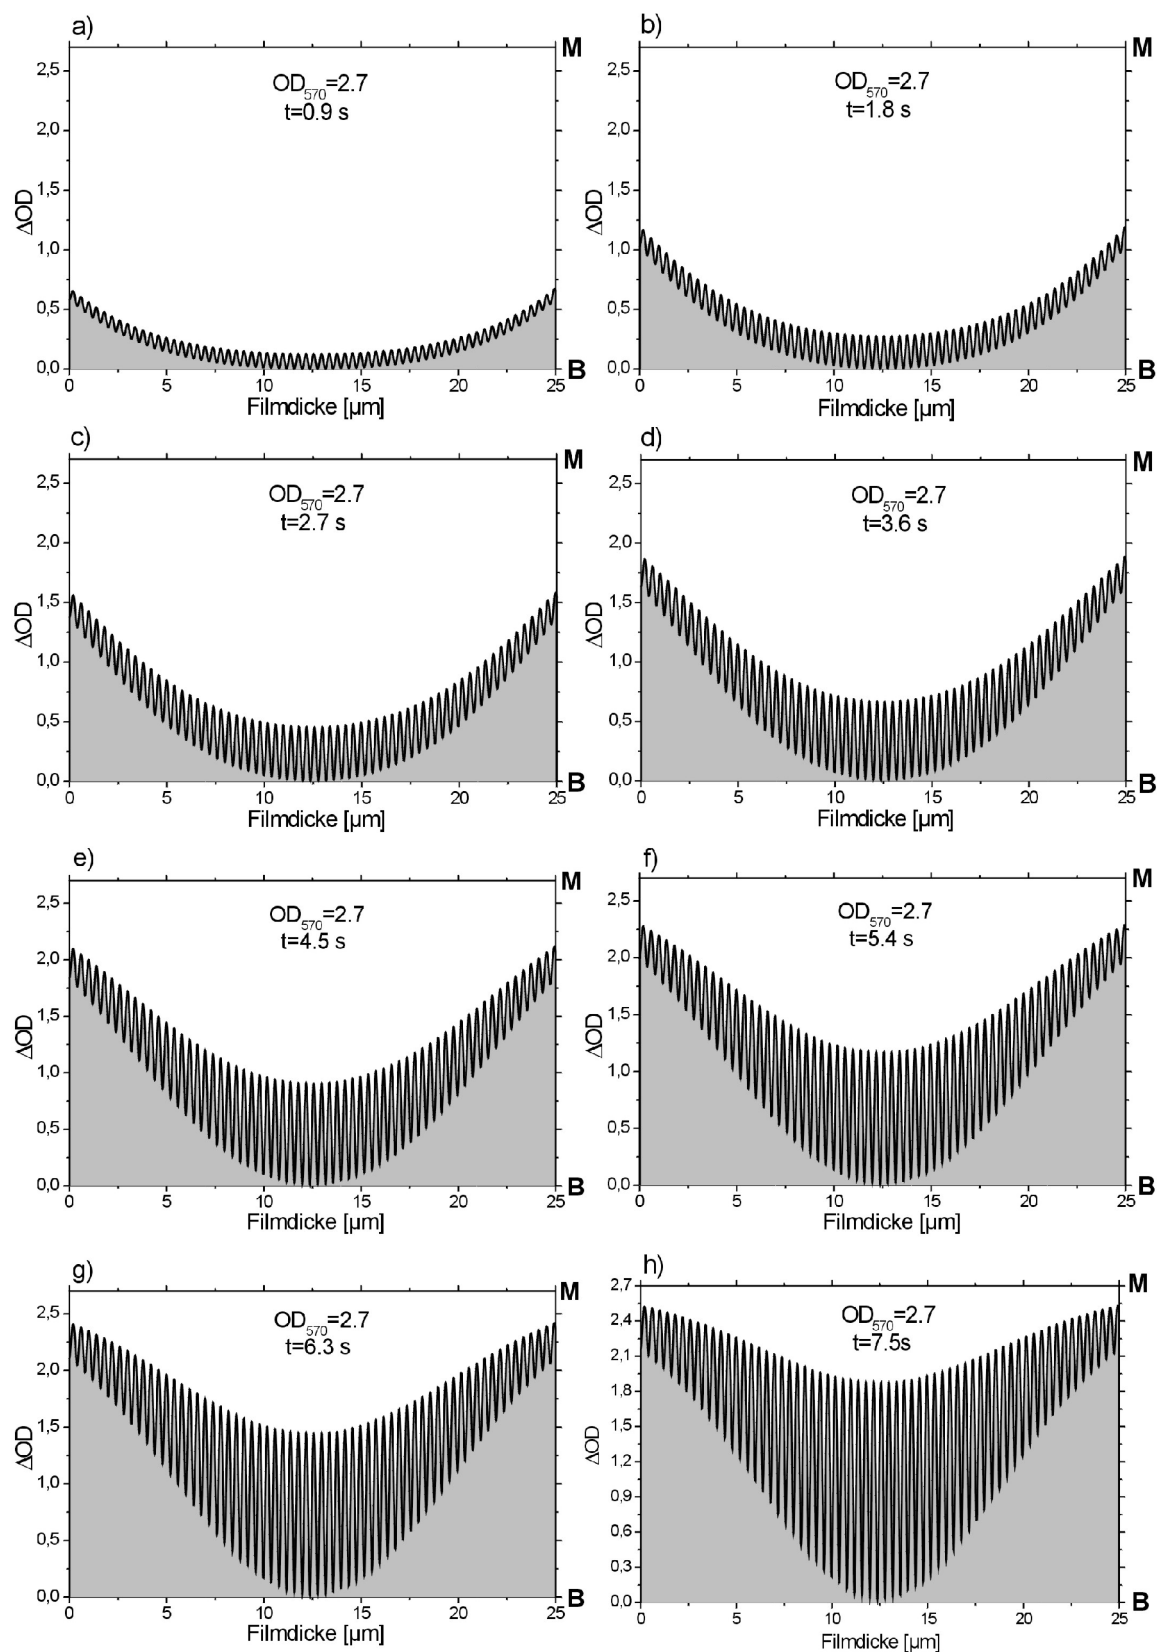 a)
M
2,5
2,0
1,5
1,0
0,5
0,0
ΔOD
OD570=2.7
t=0.9 s
B
0 5 10 15 20 25
Filmdicke [µm]
b)
M
2,5
2,0
1,5
1,0
0,5
0,0
ΔOD
OD570=2.7
t=1.8 s
B
0 5 10 15 20 25
Filmdicke [µm]
c)
M
2,5
2,0
1,5
1,0
0,5
0,0
ΔOD
OD570=2.7
t=2.7 s
B
0 5 10 15 20 25
Filmdicke [µm]
d)
M
2,5
2,0
1,5
1,0
0,5
0,0
ΔOD
OD570=2.7
t=3.6 s
B
0 5 10 15 20 25
Filmdicke [µm]
e)
M
2,5
2,0
1,5
1,0
0,5
0,0
ΔOD
OD570=2.7
t=4.5 s
B
0 5 10 15 20 25
Filmdicke [µm]
f)
M
2,5
2,0
1,5
1,0
0,5
0,0
ΔOD
OD570=2.7
t=5.4 s
B
0 5 10 15 20 25
Filmdicke [µm]
g)
M
2,5
2,0
1,5
1,0
0,5
0,0
ΔOD
OD570=2.7
t=6.3 s
B
0 5 10 15 20 25
Filmdicke [µm]
h)
M
2,7
2,4
2,1
1,8
1,5
1,2
0,9
0,6
0,3
0,0
ΔOD
OD570=2.7
t=7.5s
B
0 5 10 15 20 25
Filmdicke [µm]